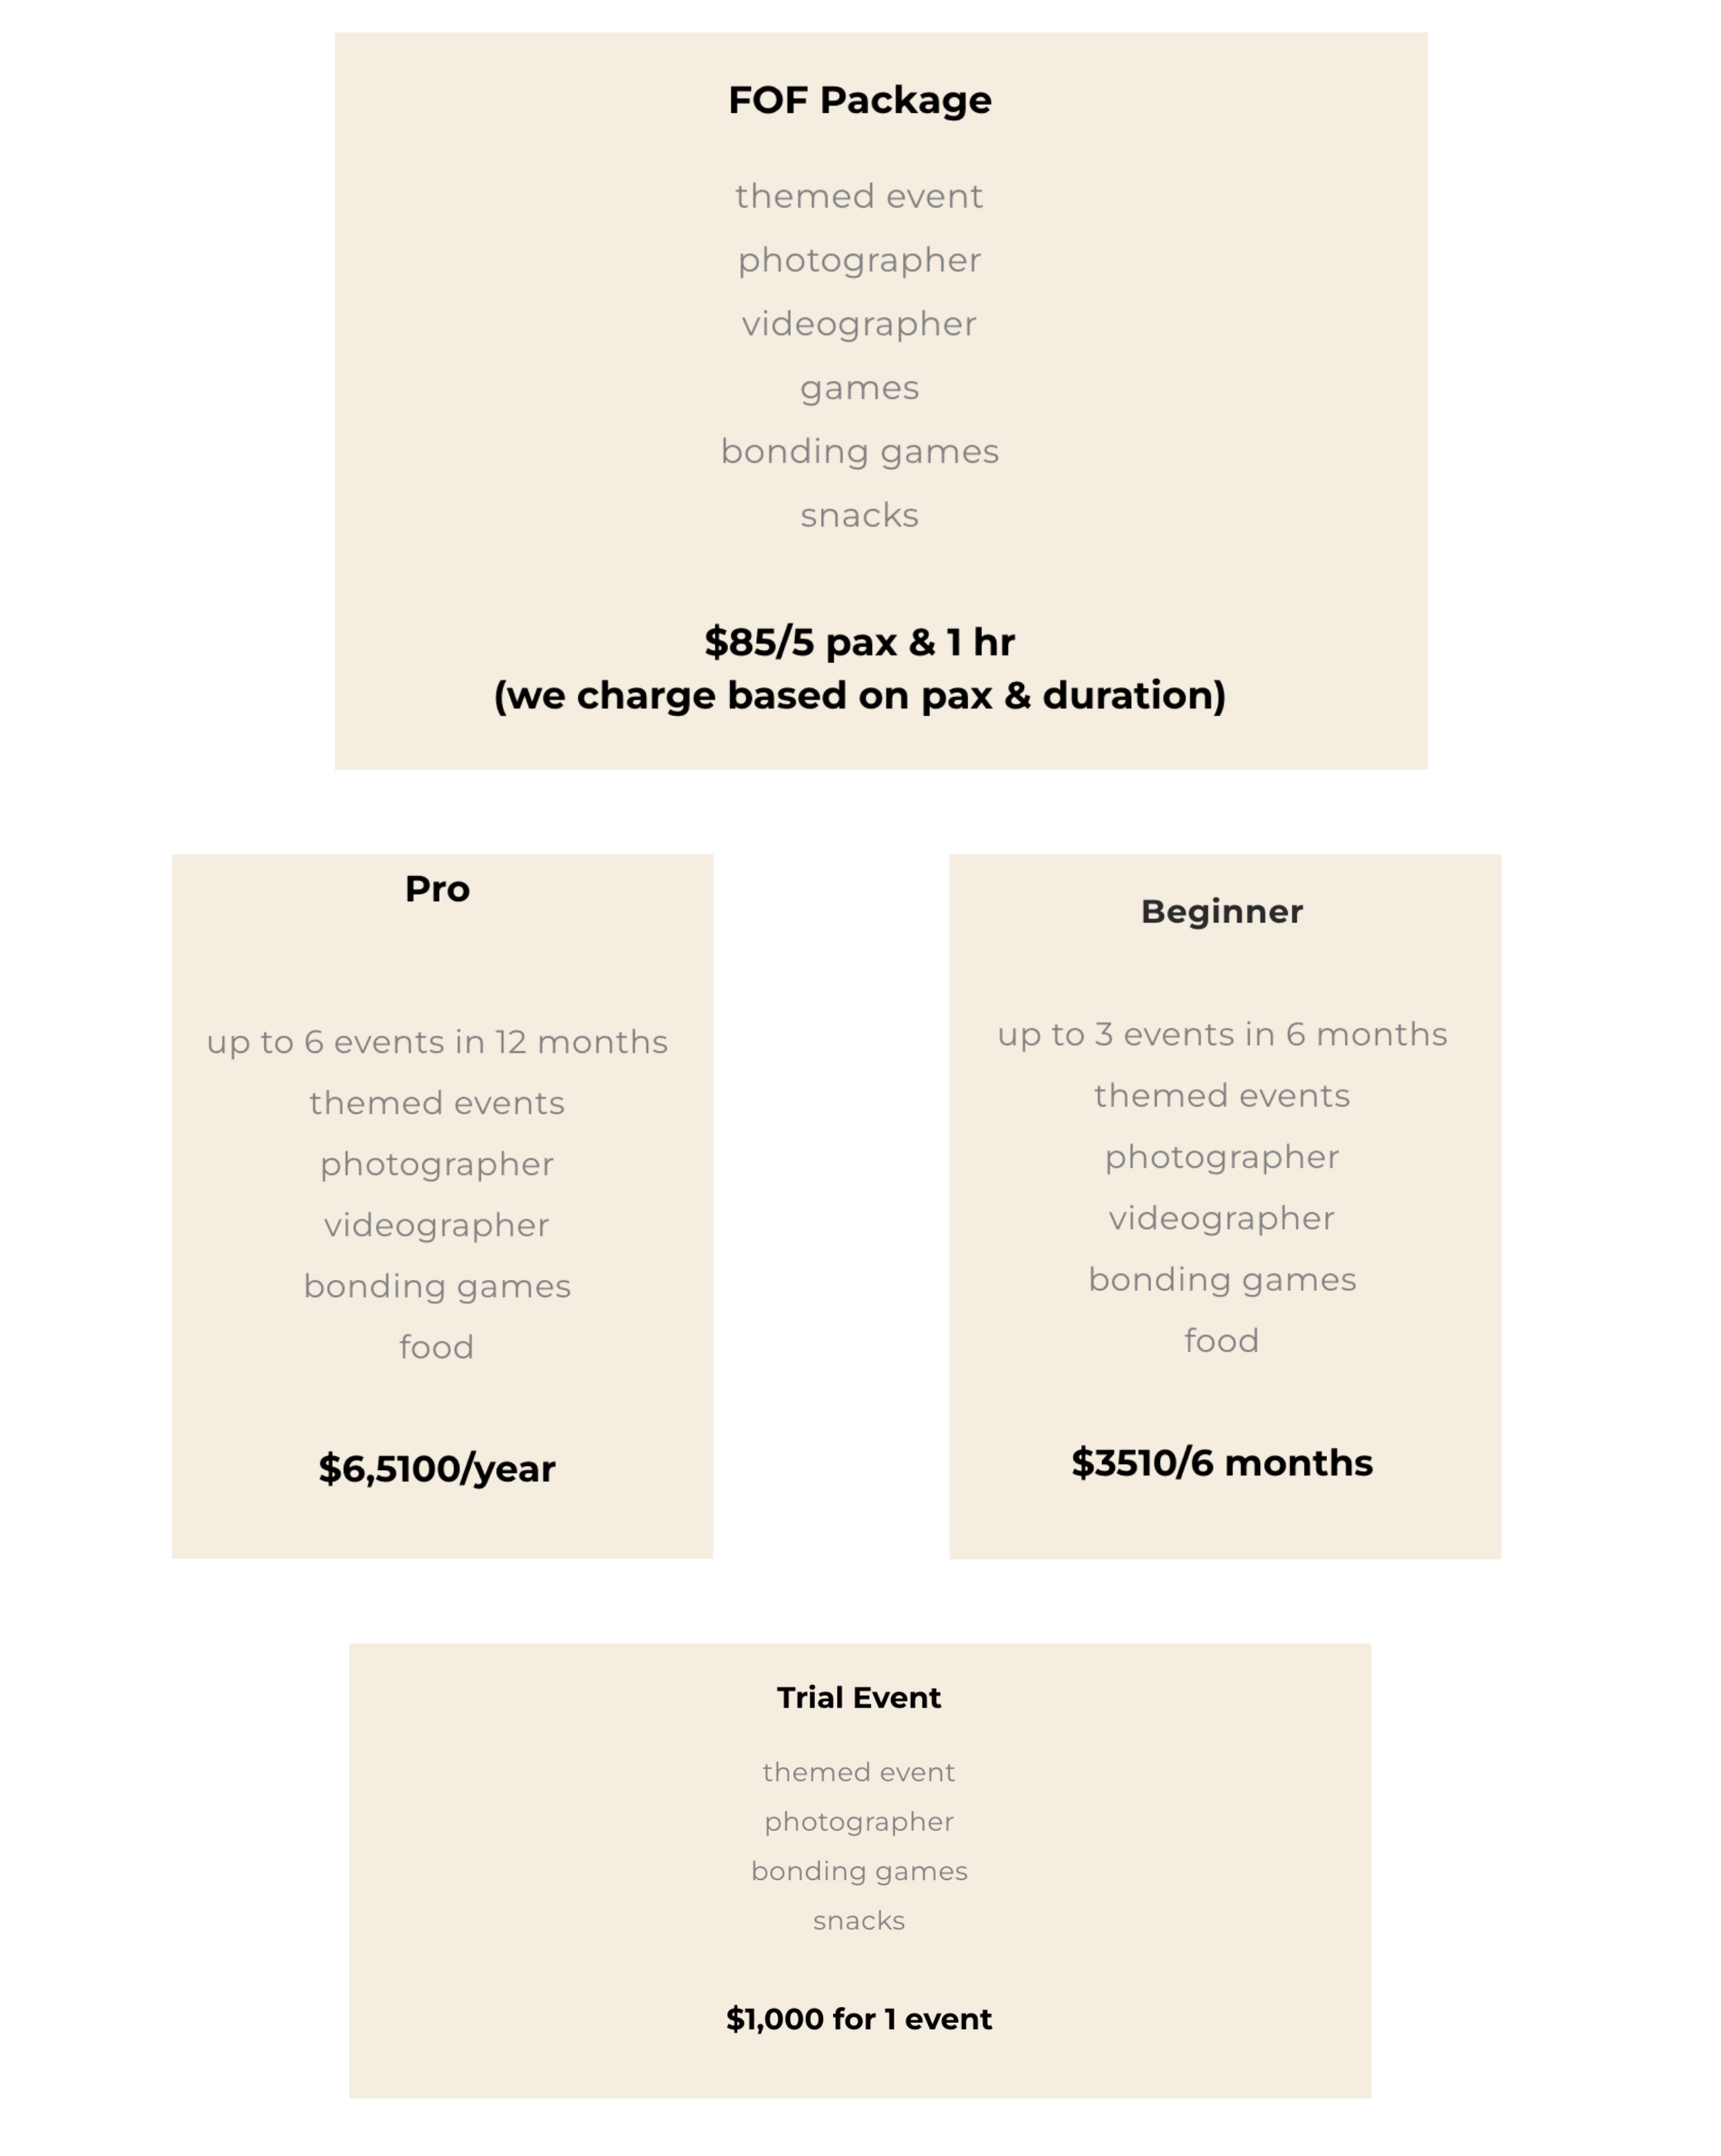 FOF Package
themed event
photographer
videographer
games
bonding games
snacks
$85/5 pax & 1 hr
(we charge based on pax & duration)
Pro
up to 6 events in 12 months
themed events
photographer
videographer
bonding games
food
$6,5100/year
Beginner
up to 3 events in 6 months
themed events
photographer
videographer
bonding games
food
$3510/6 months
Trial Event
themed event
photographer
bonding games
snacks
$1,000 for 1 event